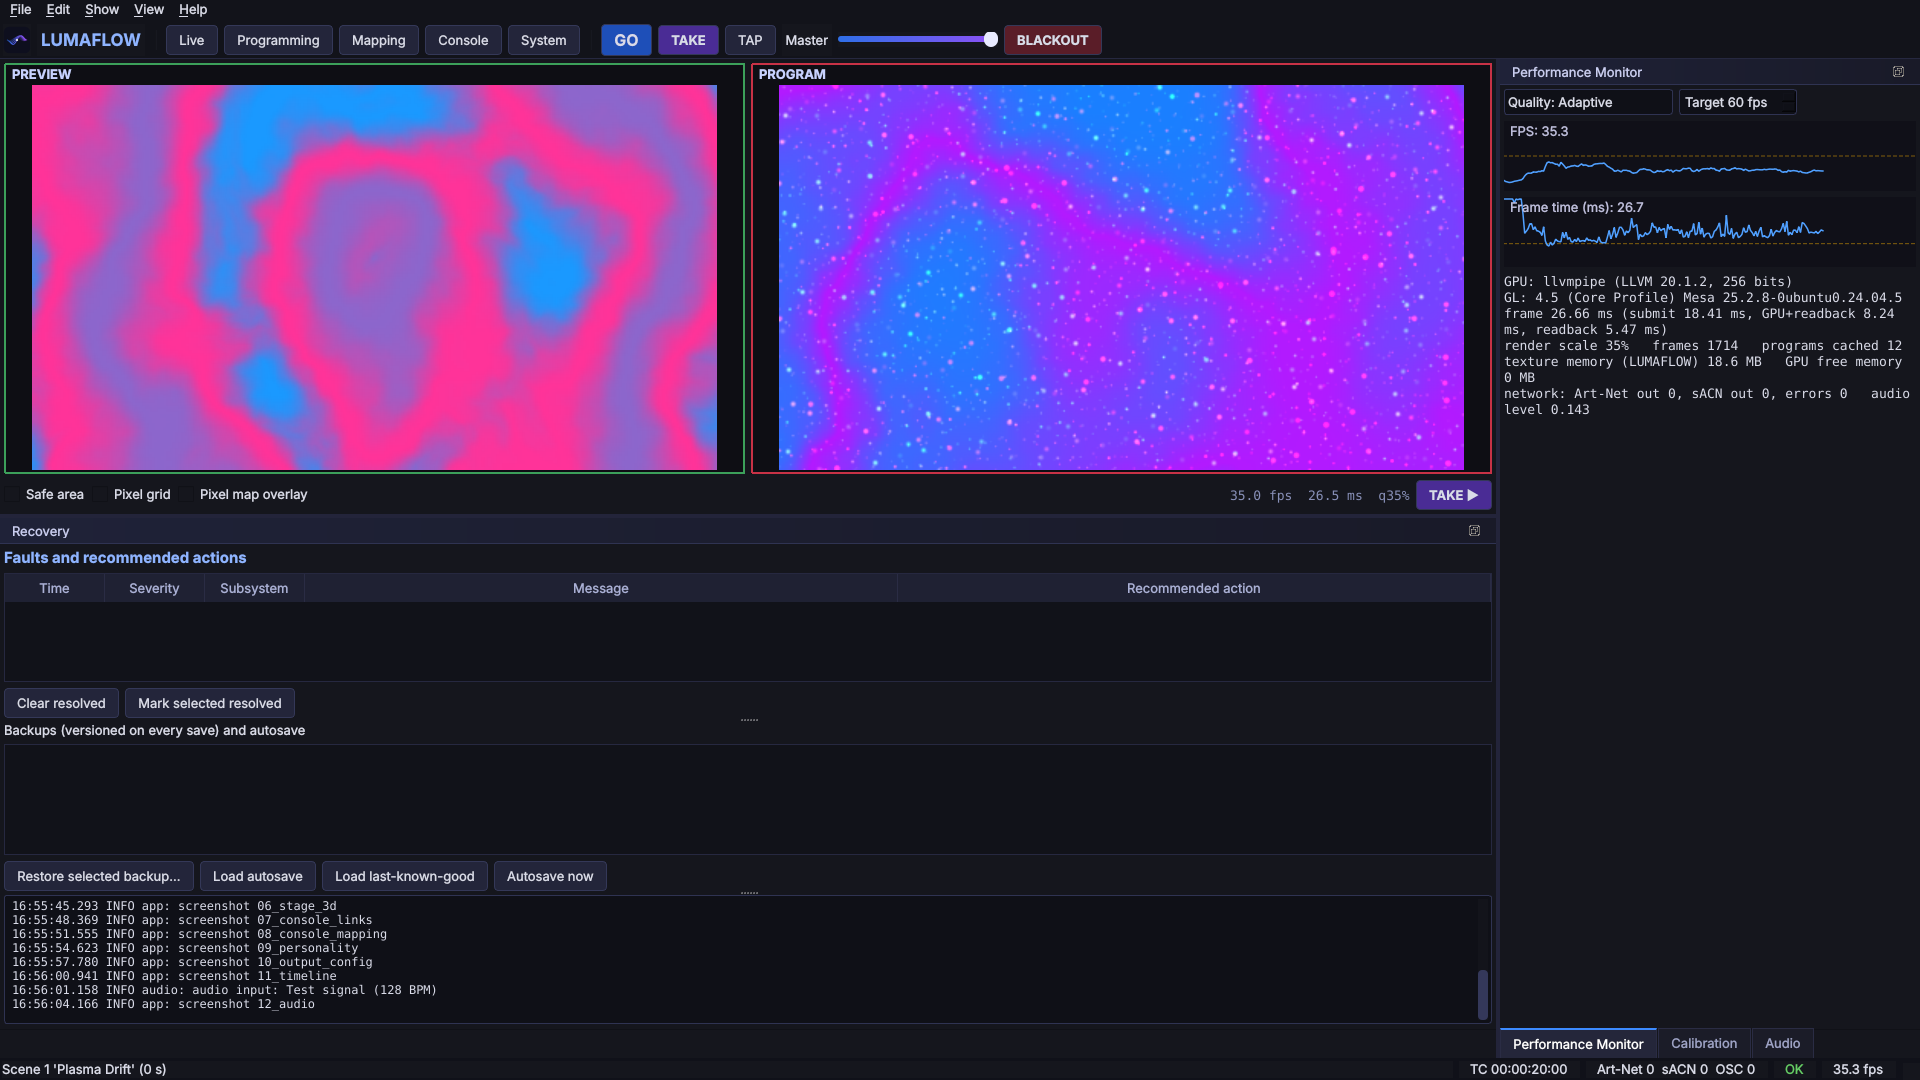 File Edit Show View Help
LUMAFLOW Live Programming Mapping Console System GO TAKE TAP Master BLACKOUT
PREVIEW
PROGRAM
Safe area Pixel grid Pixel map overlay
35.0 fps 26.5 ms q35% TAKE ▶
Recovery
Faults and recommended actions
Time Severity Subsystem Message Recommended action
Clear resolved Mark selected resolved
Backups (versioned on every save) and autosave
Restore selected backup... Load autosave Load last-known-good Autosave now
16:55:45.293 INFO app: screenshot 06_stage_3d
16:55:48.369 INFO app: screenshot 07_console_links
16:55:51.555 INFO app: screenshot 08_console_mapping
16:55:54.623 INFO app: screenshot 09_personality
16:55:57.780 INFO app: screenshot 10_output_config
16:56:00.941 INFO app: screenshot 11_timeline
16:56:01.158 INFO audio: audio input: Test signal (128 BPM)
16:56:04.166 INFO app: screenshot 12_audio
Performance Monitor
Quality: Adaptive Target 60 fps
FPS: 35.3
Frame time (ms): 26.7
GPU: llvmpipe (LLVM 20.1.2, 256 bits)
GL: 4.5 (Core Profile) Mesa 25.2.8-0ubuntu0.24.04.5
frame 26.66 ms (submit 18.41 ms, GPU+readback 8.24
ms, readback 5.47 ms)
render scale 35% frames 1714 programs cached 12
texture memory (LUMAFLOW) 18.6 MB GPU free memory
0 MB
network: Art-Net out 0, sACN out 0, errors 0 audio
level 0.143
Performance Monitor Calibration Audio
Scene 1 'Plasma Drift' (0 s)
TC 00:00:20:00 Art-Net 0 sACN 0 OSC 0 OK 35.3 fps